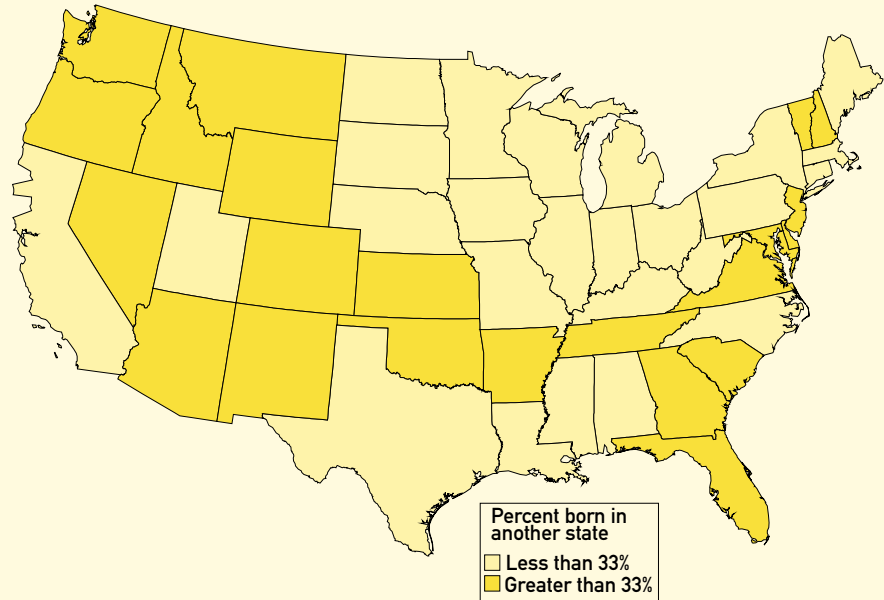 Percent born in
another state
Less than 33%
Greater than 33%